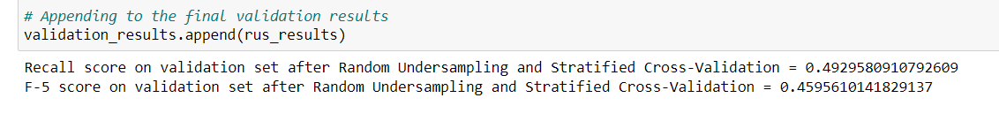 # Appending to the final validation results
validation_results.append(rus_results)
Recall score on validation set after Random Undersampling and Stratified Cross-Validation = 0.4929580910792609
F-5 score on validation set after Random Undersampling and Stratified Cross-Validation = 0.4595610141829137